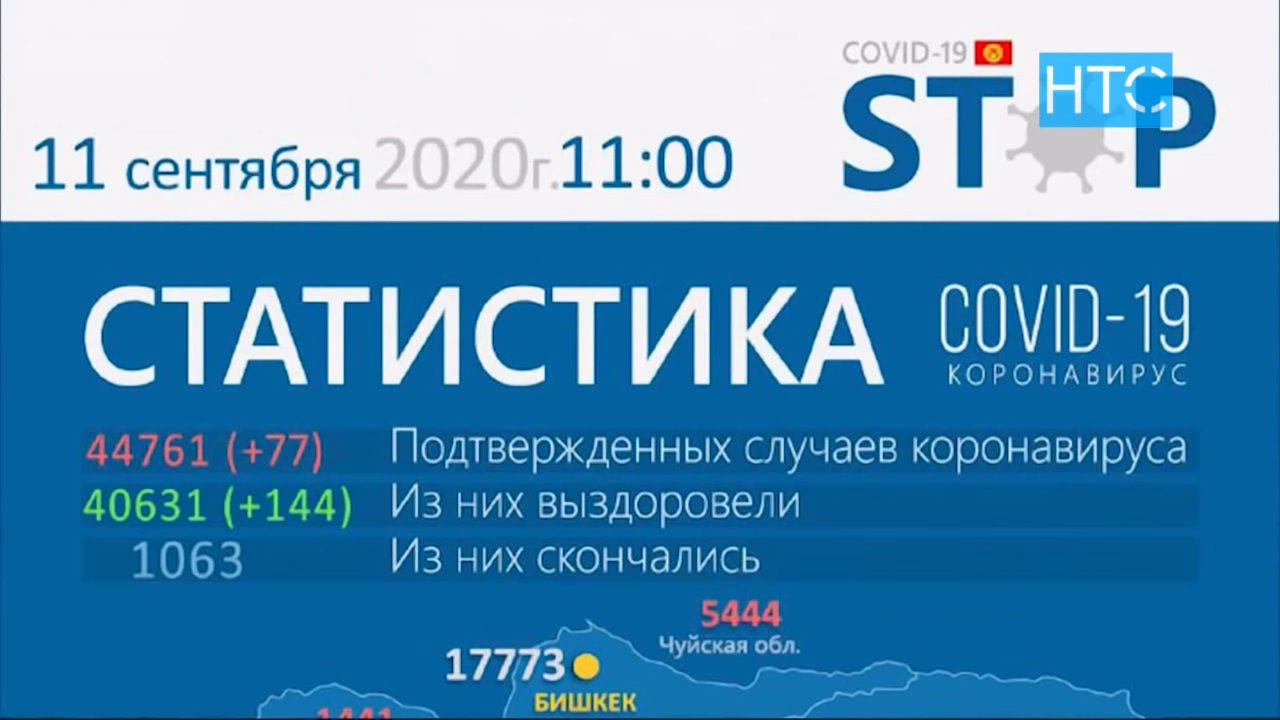 COVID-19
STOP
НТС
11 сентября 2020г. 11:00
СТАТИСТИКА
COVID-19
КОРОНАВИРУС
44761 (+77) Подтвержденных случаев коронавируса
40631 (+144) Из них выздоровели
1063 Из них скончались
5444
Чуйская обл.
17773
БИШКЕК
1441